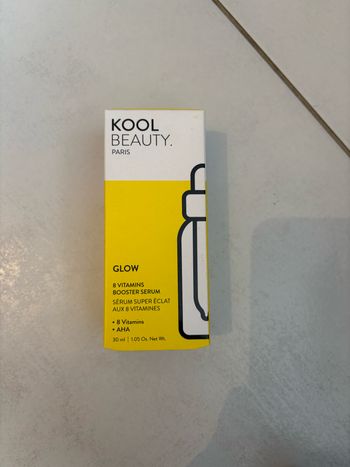 KOOL
BEAUTY.
PARIS
GLOW
8 VITAMINS
BOOSTER SERUM
SÉRUM SUPER ÉCLAT
AUX 8 VITAMINES
• 8 Vitamins
• AHA
30 ml | 1.05 Oz. Net Wt.